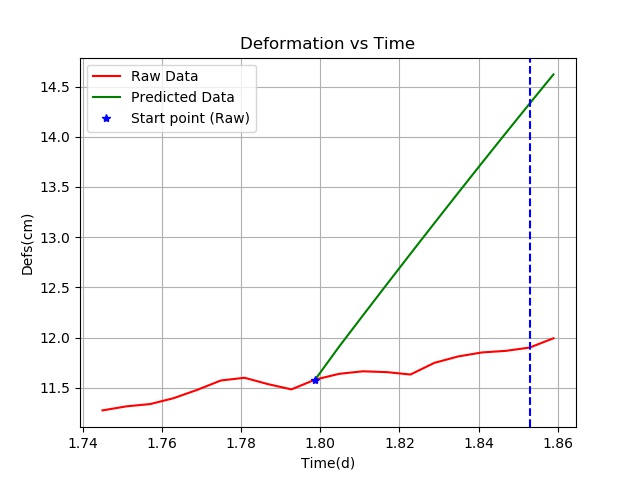 Deformation vs Time
Raw Data
Predicted Data
Start point (Raw)
14.5
14.0
13.5
13.0
12.5
12.0
11.5
Defs(cm)
1.74 1.76 1.78 1.80 1.82 1.84 1.86
Time(d)